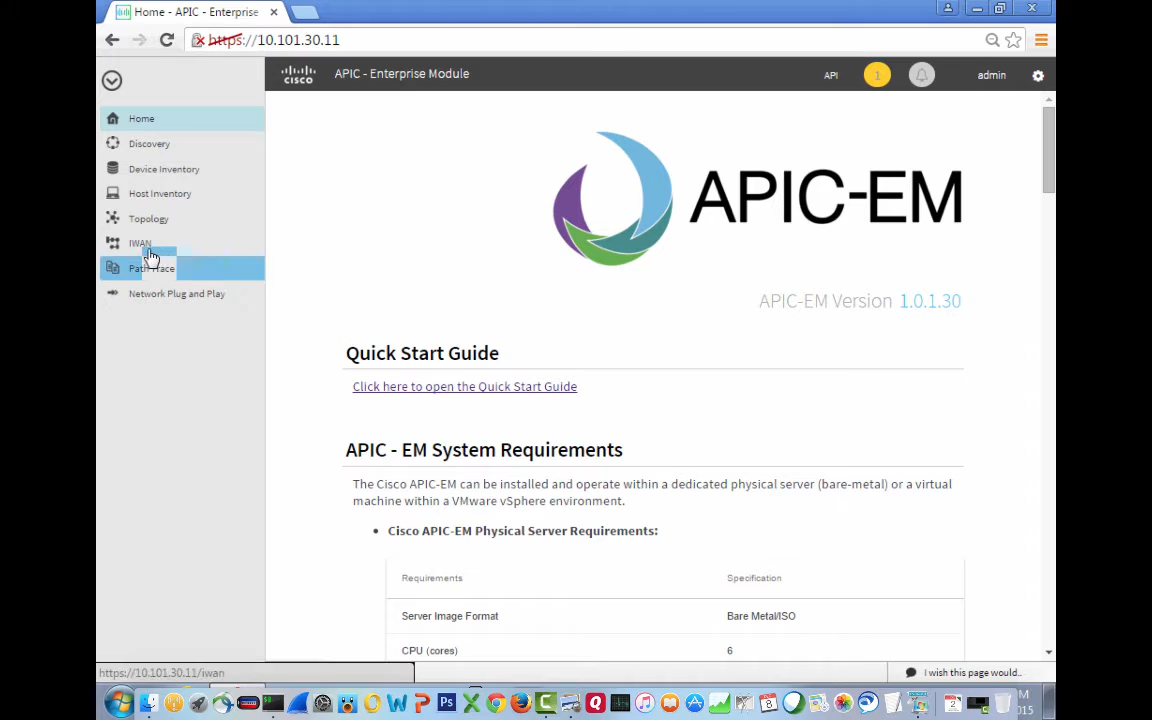 Home - APIC - Enterprise
https://10.101.30.11
CISCO
APIC - Enterprise Module
API
1
admin
Home
Discovery
Device Inventory
Host Inventory
Topology
IWAN
Path Trace
Network Plug and Play
APIC-EM
APIC-EM Version 1.0.1.30
Quick Start Guide
Click here to open the Quick Start Guide
APIC - EM System Requirements
The Cisco APIC-EM can be installed and operate within a dedicated physical server (bare-metal) or a virtual
machine within a VMware vSphere environment.
• Cisco APIC-EM Physical Server Requirements:
Requirements Specification
Server Image Format Bare Metal/ISO
CPU (cores) 6
https://10.101.30.11/iwan
I wish this page would..
2015